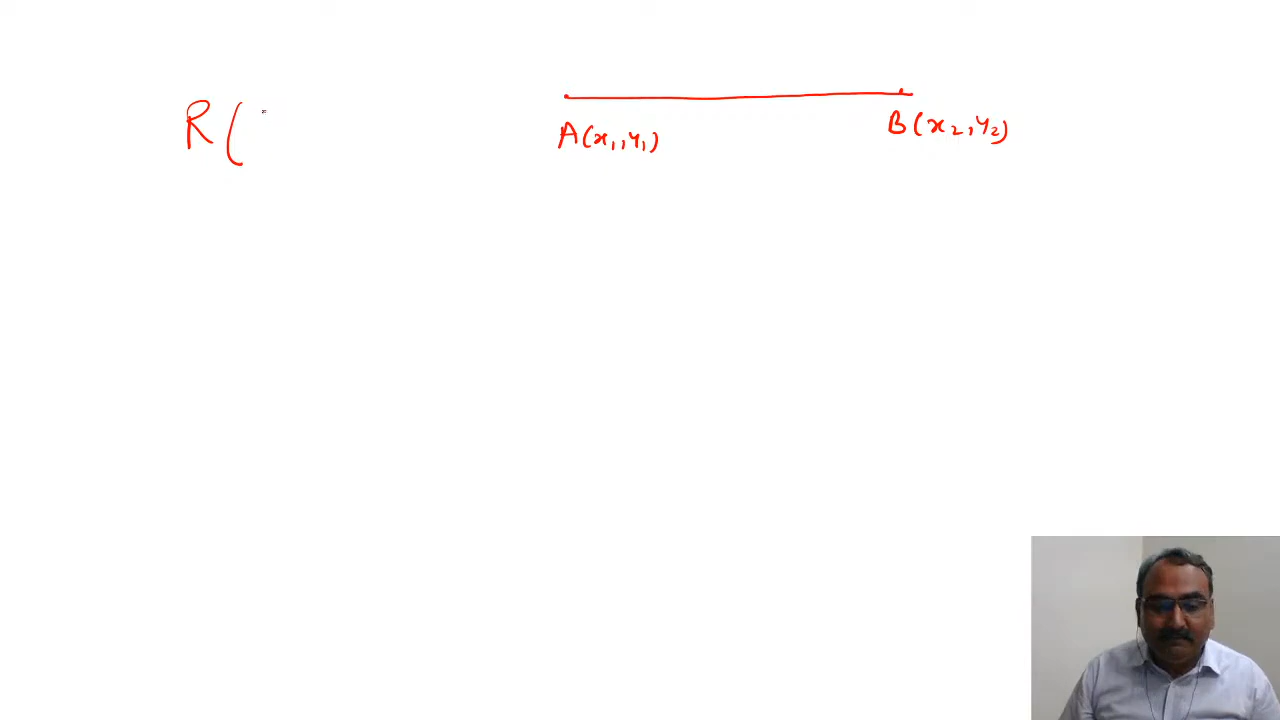 R (
A(x₁,y₁)
B(x₂,y₂)